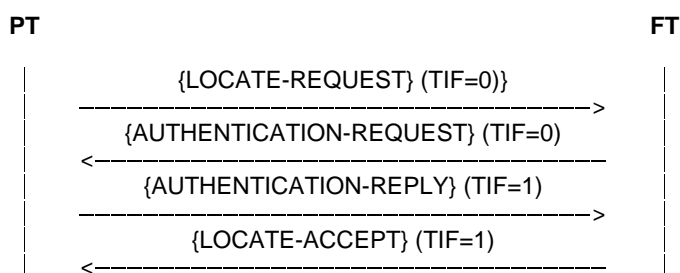 PT FT
{LOCATE-REQUEST} (TIF=0)}
{AUTHENTICATION-REQUEST} (TIF=0)
{AUTHENTICATION-REPLY} (TIF=1)
{LOCATE-ACCEPT} (TIF=1)